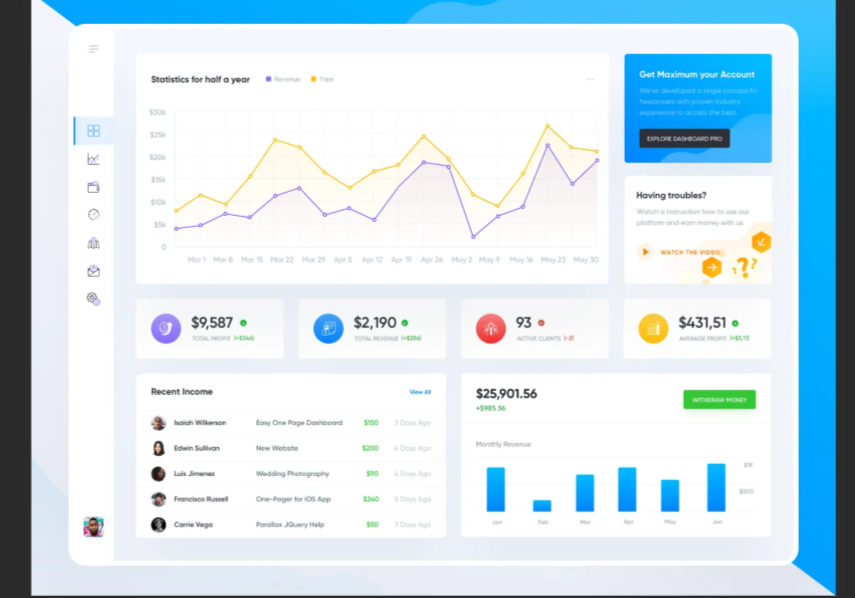 Statistics for half a year
Revenue
Trips
$30k
$25k
$20k
$15k
$10k
$5k
0
Mar 1 Mar 8 Mar 15 Mar 22 Mar 29 Apr 5 Apr 12 Apr 19 Apr 26 May 2 May 9 May 16 May 23 May 30
Get Maximum your Account
We've developed a single process for
freelancers with proven industry
experience to access the best.
EXPLORE DASHBOARD PRO
Having troubles?
Watch a instruction how to use our
platform and earn money with us
WATCH THE VIDEO
???
$9,587
TOTAL PROFIT (+$346)
$2,190
TOTAL REVENUE
93
ACTIVE CLIENTS (-2)
$431,51
AVERAGE PROFIT (+$3,11)
Recent Income
View All
Isaiah Wilkerson Easy One Page Dashboard $150 3 Days Ago
Edwin Sullivan New Website $200 4 Days Ago
Luis Jimenez Wedding Photography $90 4 Days Ago
Francisco Russell One-Pager for iOS App $240 5 Days Ago
Carrie Vega Parallax JQuery Help $50 7 Days Ago
$25,901.56
+$985.56
WITHDRAW MONEY
Monthly Revenue
$1K
$500
Jan Feb Mar Apr May Jun